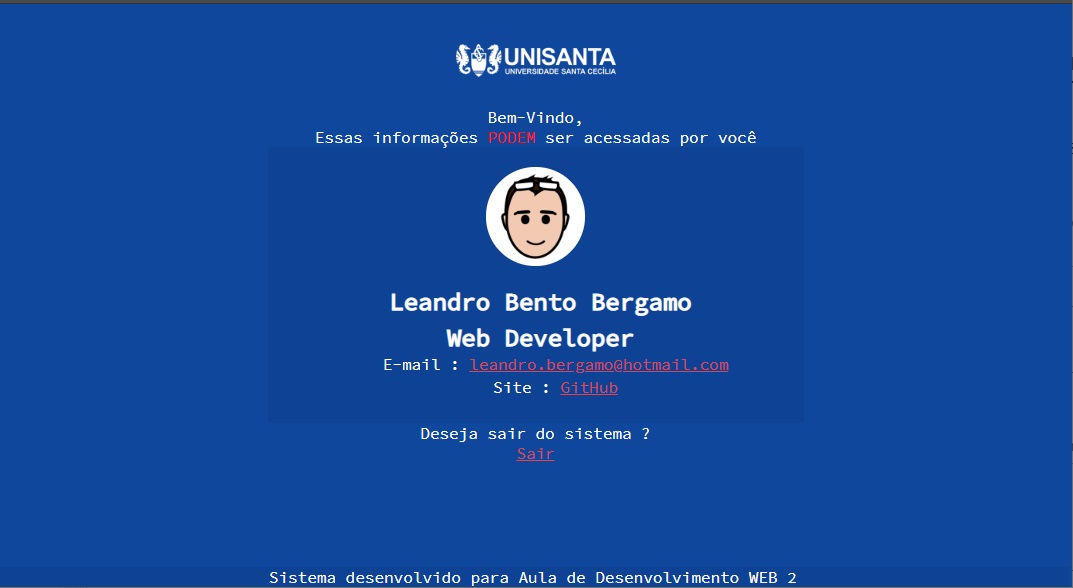 UNISANTA
UNIVERSIDADE SANTA CECÍLIA
Bem-Vindo,
Essas informações PODEM ser acessadas por você
Leandro Bento Bergamo
Web Developer
E-mail : leandro.bergamo@hotmail.com
Site : GitHub
Deseja sair do sistema ?
Sair
Sistema desenvolvido para Aula de Desenvolvimento WEB 2